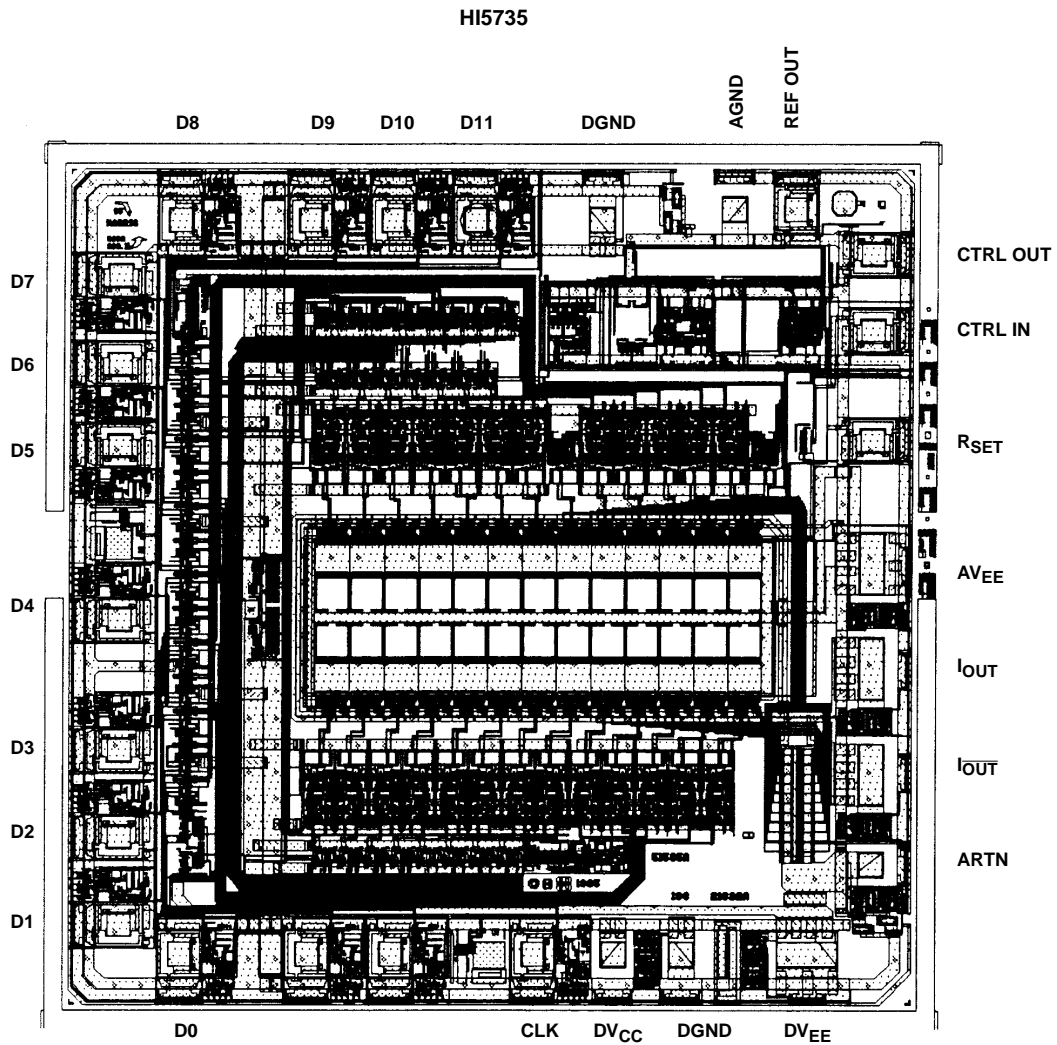 HI5735
D8
D9
D10
D11
DGND
AGND
REF OUT
CTRL OUT
CTRL IN
RSET
AVEE
IOUT
IOUT
ARTN
D7
D6
D5
D4
D3
D2
D1
D0
CLK
DVCC
DGND
DVEE